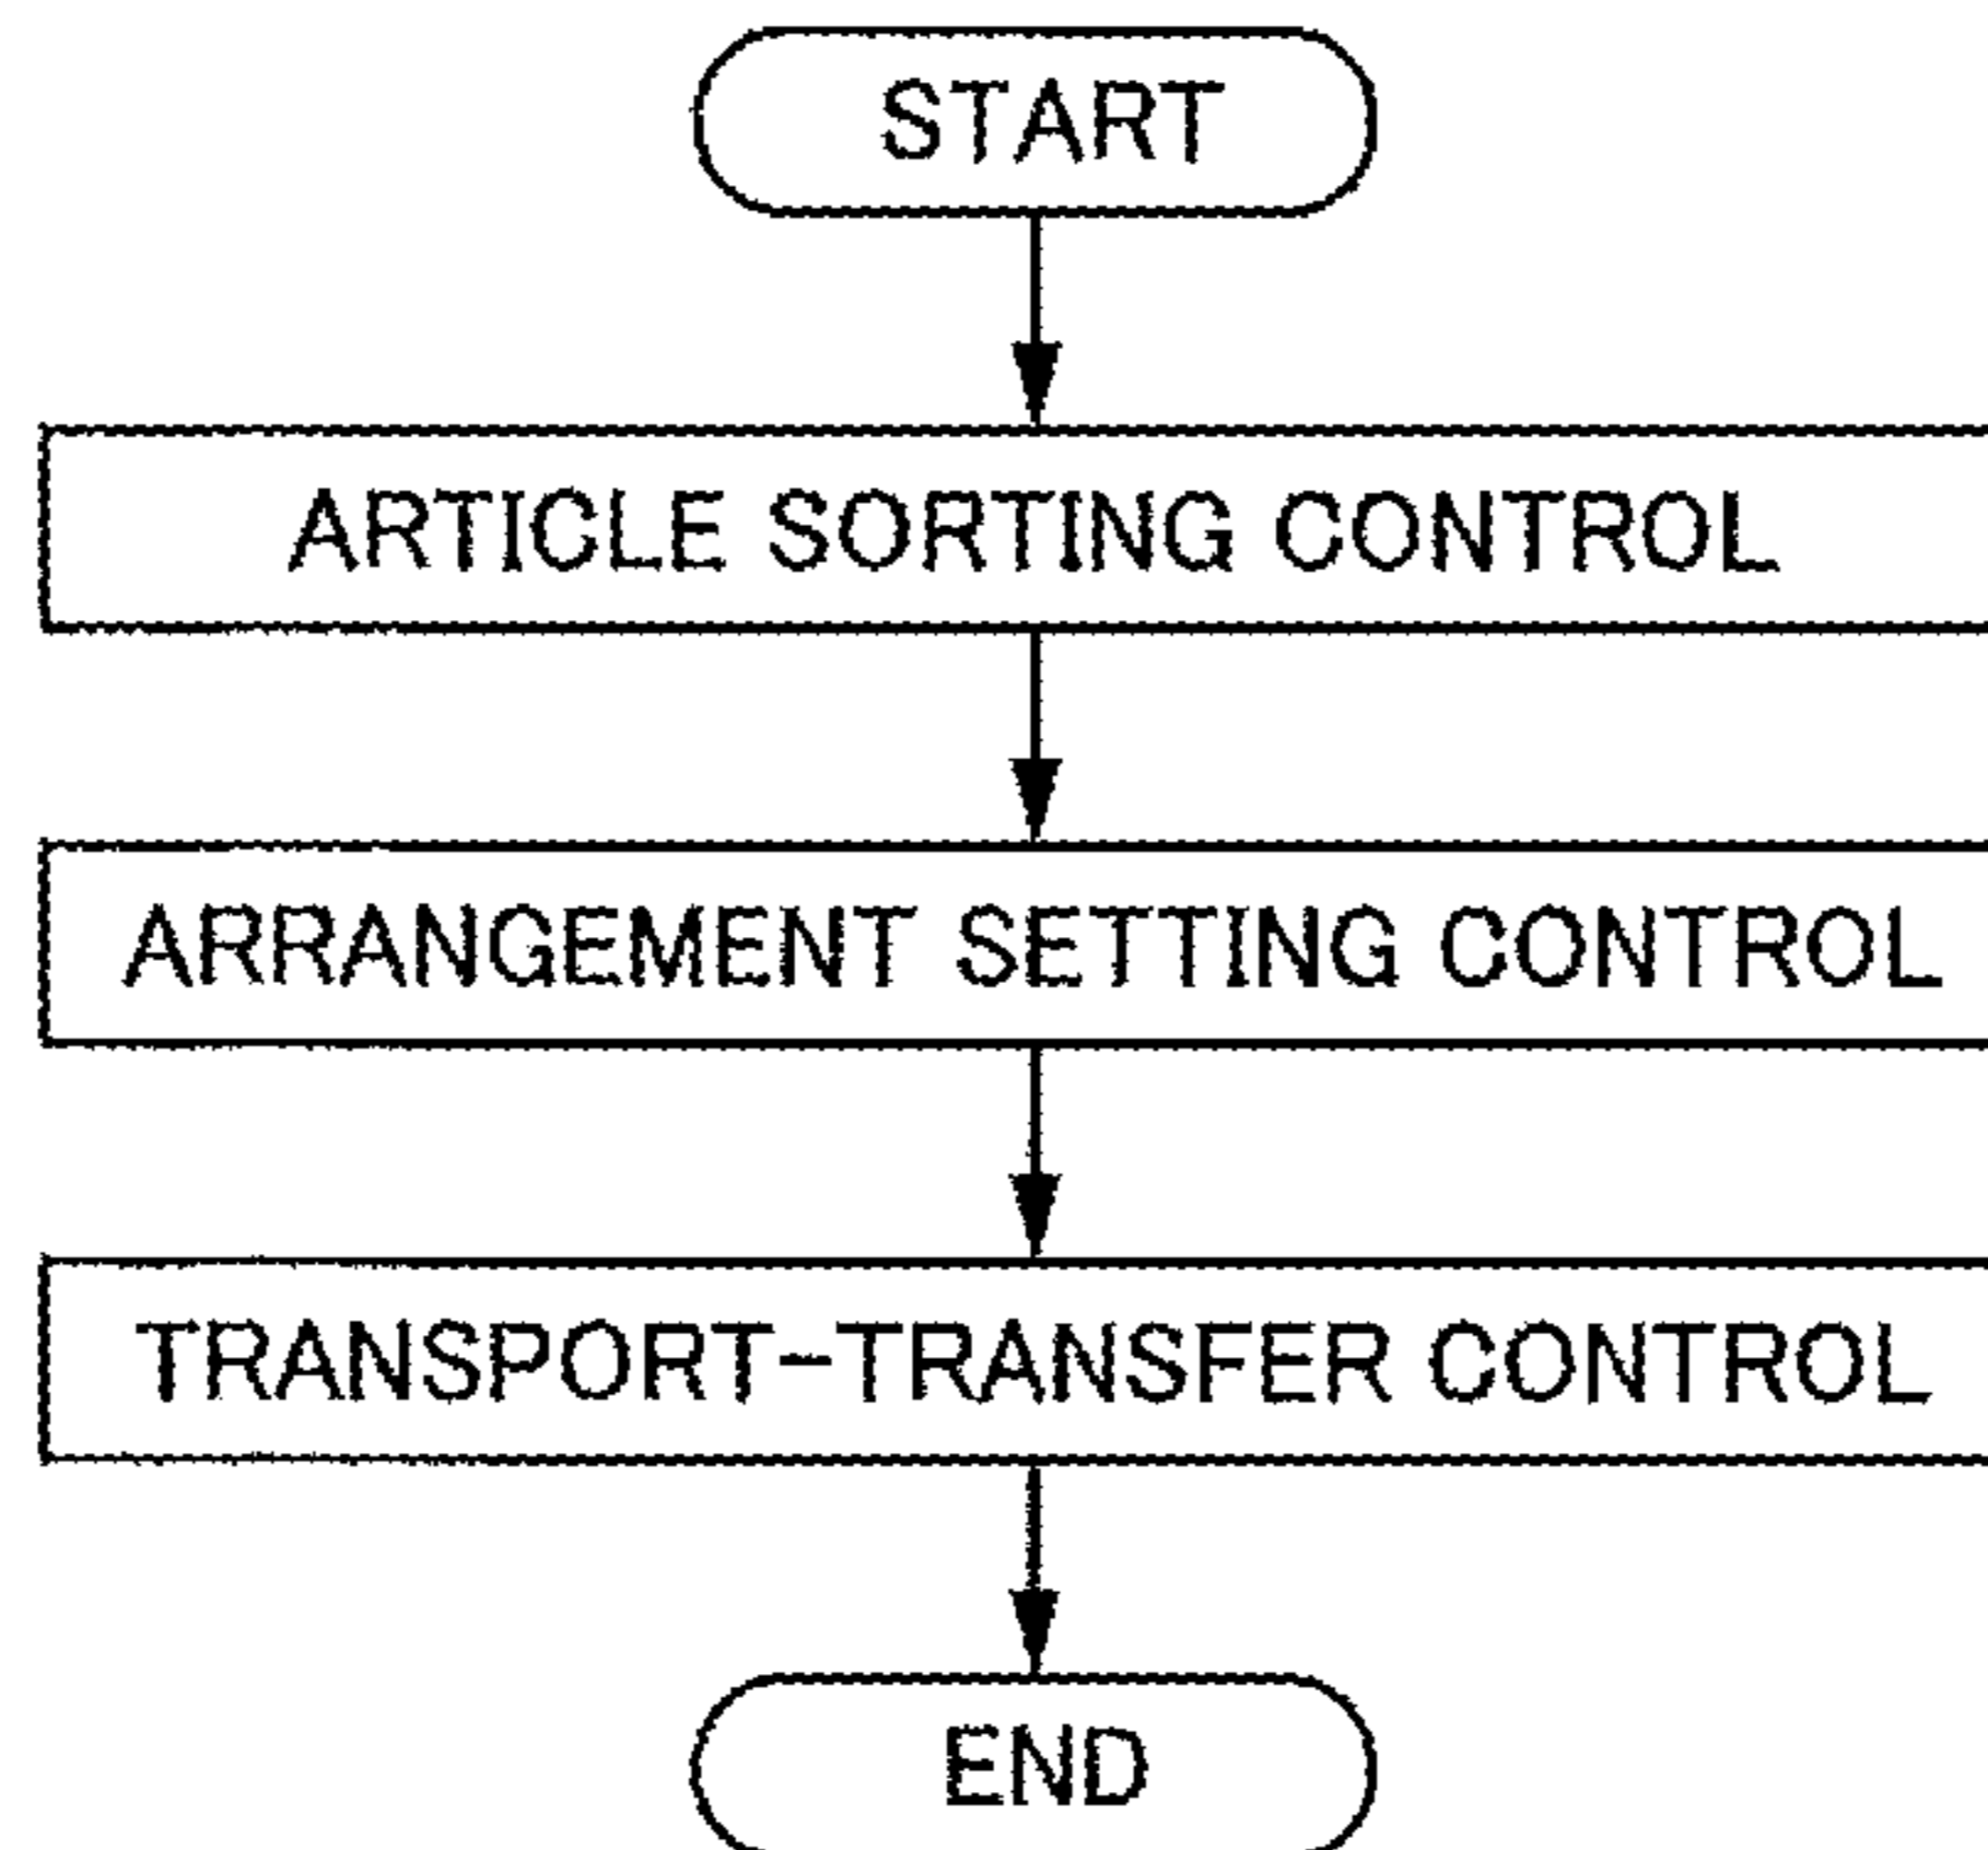 START
ARTICLE SORTING CONTROL
ARRANGEMENT SETTING CONTROL
TRANSPORT-TRANSFER CONTROL
END